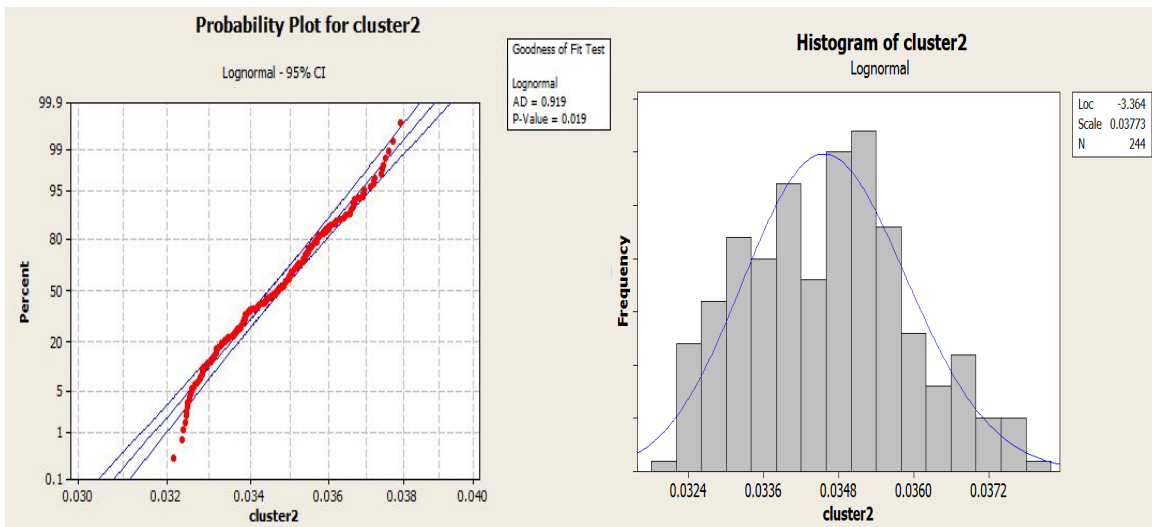 Probability Plot for cluster2
Lognormal - 95% CI
Goodness of Fit Test
Lognormal
AD = 0.919
P-Value = 0.019
Percent
99.9
99
95
80
50
20
5
1
0.1
0.030 0.032 0.034 0.036 0.038 0.040
cluster2
Histogram of cluster2
Lognormal
Loc -3.364
Scale 0.03773
N 244
Frequency
0.0324 0.0336 0.0348 0.0360 0.0372
cluster2